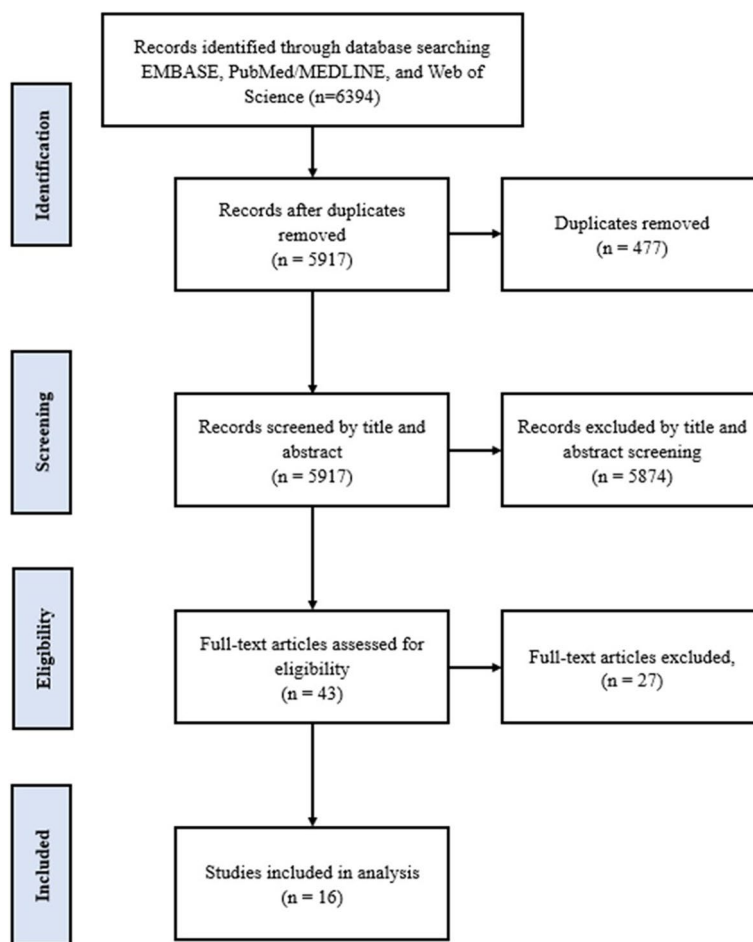 Records identified through database searching
EMBASE, PubMed/MEDLINE, and Web of
Science (n=6394)
Identification
Records after duplicates
removed
(n = 5917)
Duplicates removed
(n = 477)
Screening
Records screened by title and
abstract
(n = 5917)
Records excluded by title and
abstract screening
(n = 5874)
Eligibility
Full-text articles assessed for
eligibility
(n = 43)
Full-text articles excluded,
(n = 27)
Included
Studies included in analysis
(n = 16)